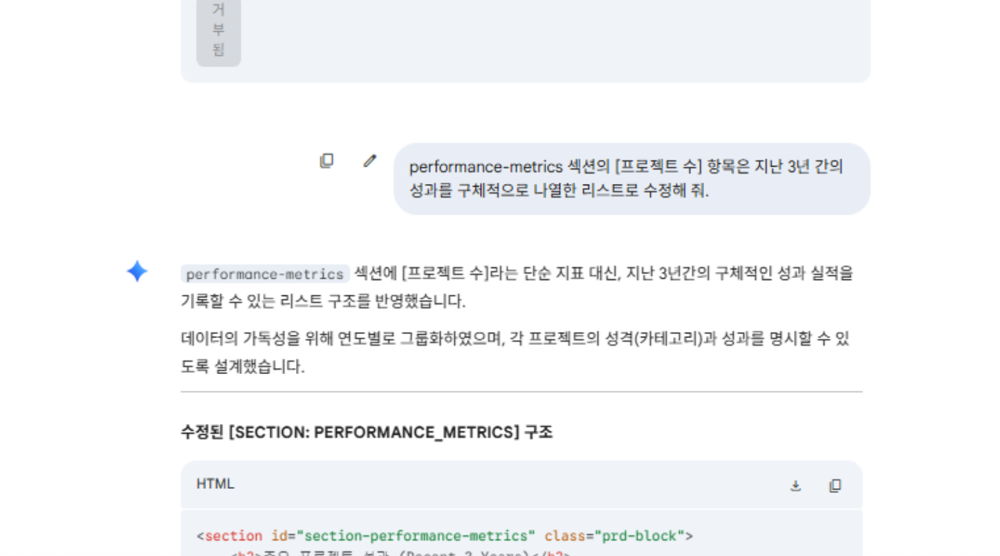 거
부
됨
performance-metrics 섹션의 [프로젝트 수] 항목은 지난 3년 간의
성과를 구체적으로 나열한 리스트로 수정해 줘.
performance-metrics 섹션에 [프로젝트 수]라는 단순 지표 대신, 지난 3년간의 구체적인 성과 실적을
기록할 수 있는 리스트 구조를 반영했습니다.
데이터의 가독성을 위해 연도별로 그룹화하였으며, 각 프로젝트의 성격(카테고리)과 성과를 명시할 수 있
도록 설계했습니다.
수정된 [SECTION: PERFORMANCE_METRICS] 구조
HTML
<section id="section-performance-metrics" class="prd-block">
<h2>주요 프로젝트 성과 (Recent 3 Years)</h2>